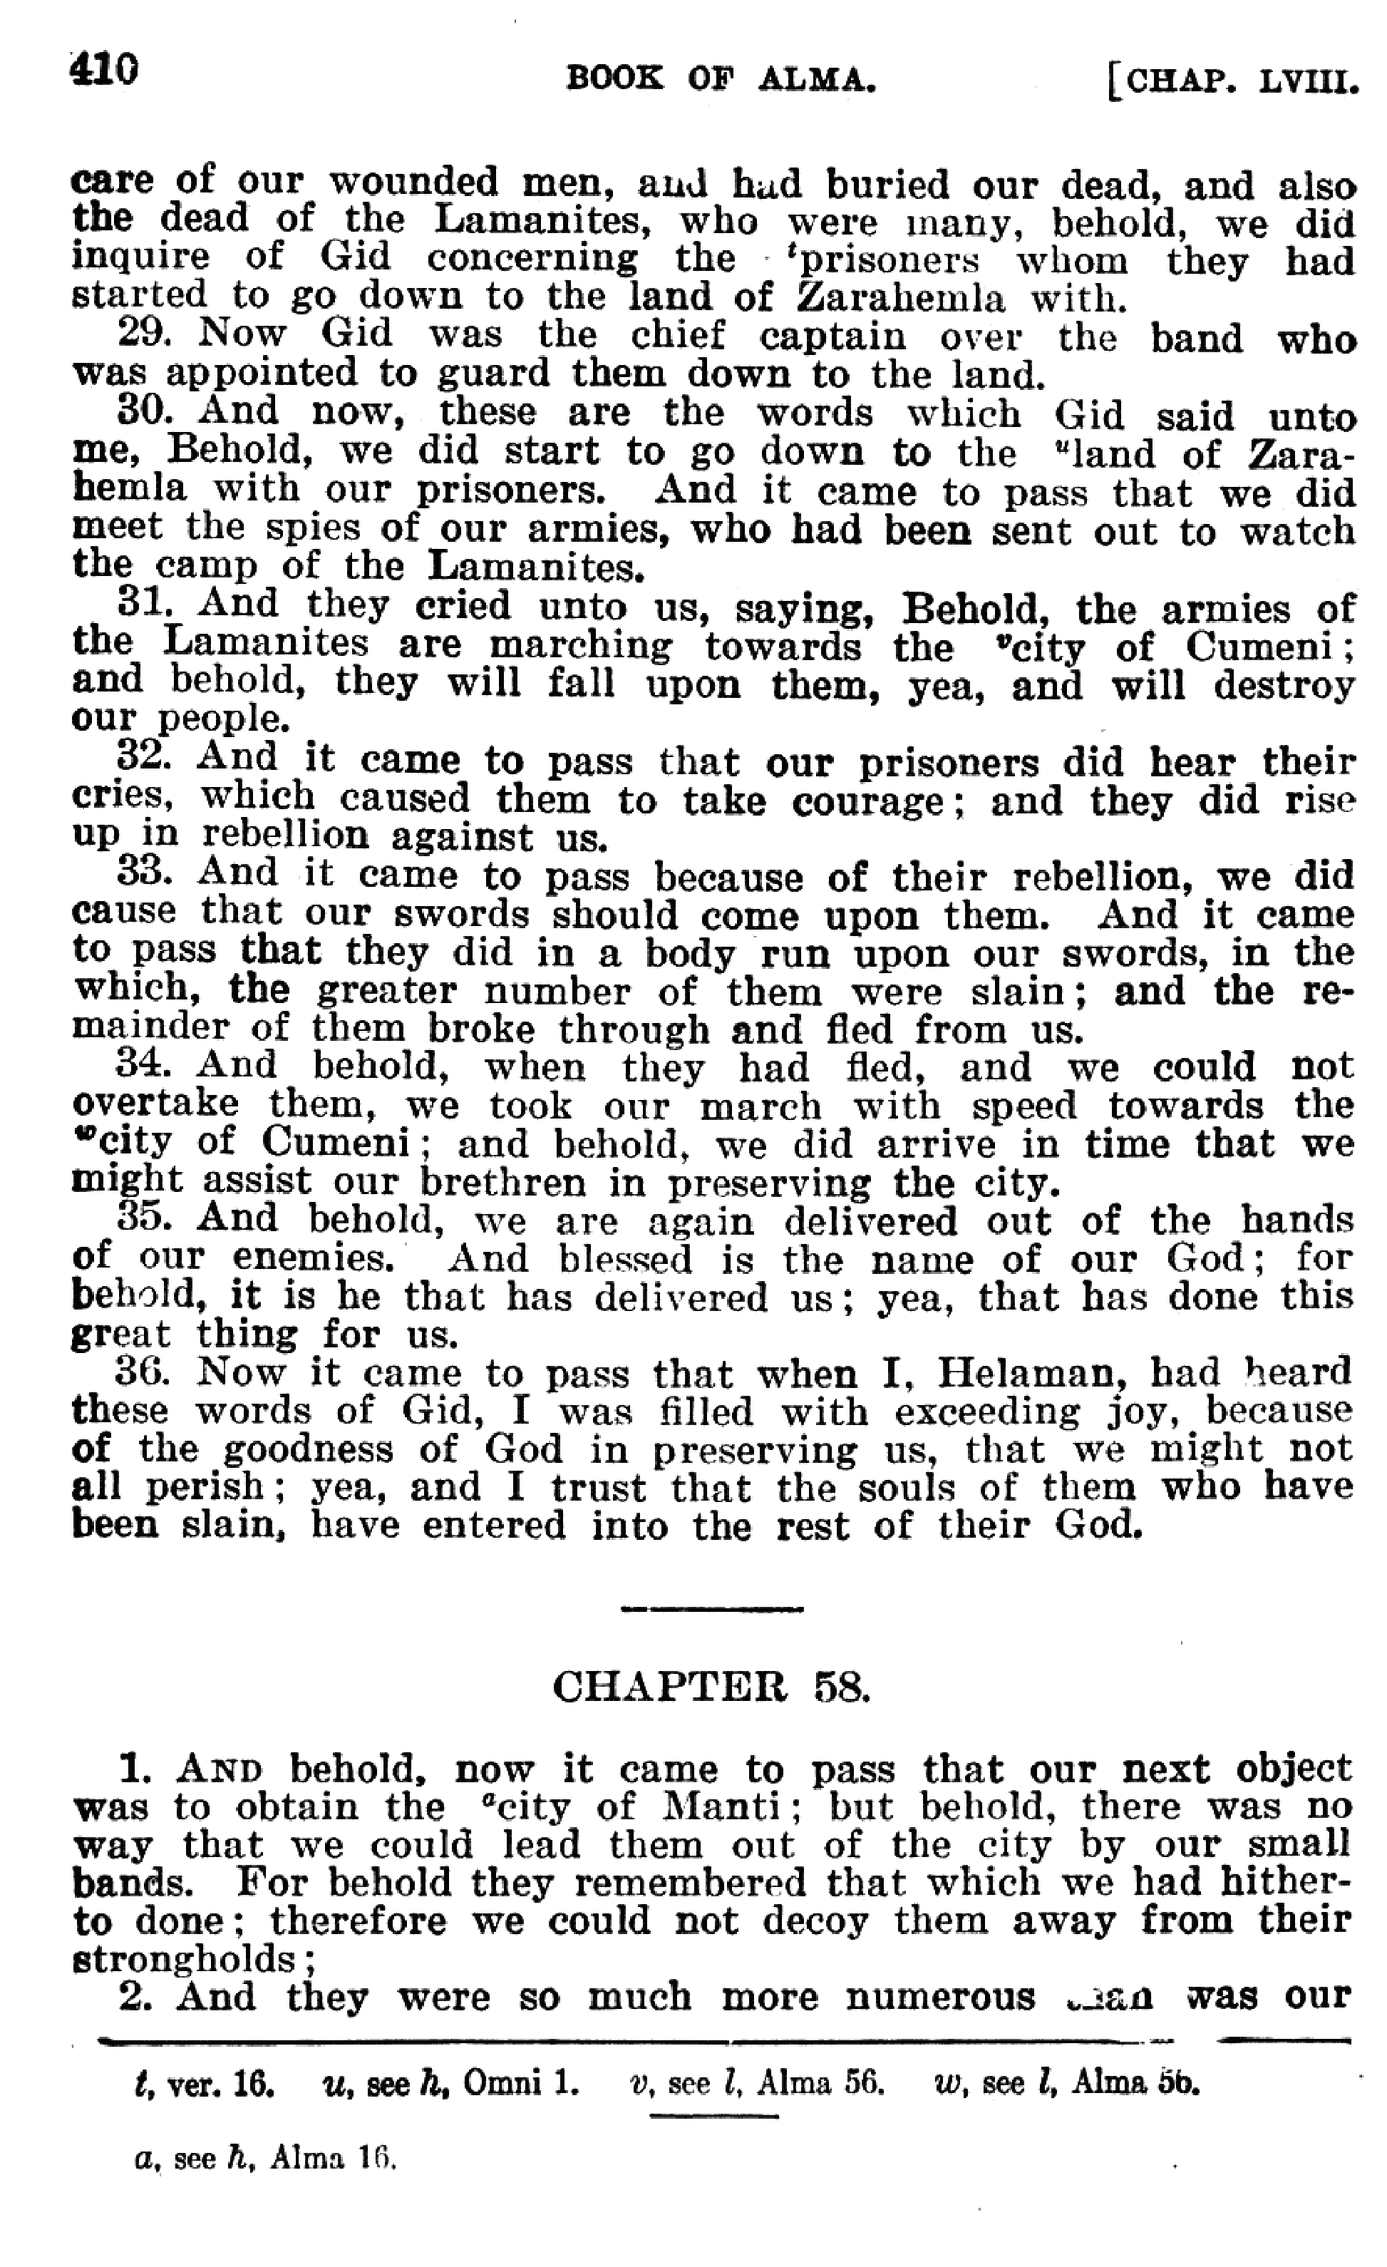 410 BOOK OF ALMA. [CHAP. LVIII.
care of our wounded men, and had buried our dead, and also
the dead of the Lamanites, who were many, behold, we did
inquire of Gid concerning the ᵗprisoners whom they had
started to go down to the land of Zarahemla with.
29. Now Gid was the chief captain over the band who
was appointed to guard them down to the land.
30. And now, these are the words which Gid said unto
me, Behold, we did start to go down to the ᵘland of Zara-
hemla with our prisoners. And it came to pass that we did
meet the spies of our armies, who had been sent out to watch
the camp of the Lamanites.
31. And they cried unto us, saying, Behold, the armies of
the Lamanites are marching towards the ᵛcity of Cumeni;
and behold, they will fall upon them, yea, and will destroy
our people.
32. And it came to pass that our prisoners did hear their
cries, which caused them to take courage; and they did rise
up in rebellion against us.
33. And it came to pass because of their rebellion, we did
cause that our swords should come upon them. And it came
to pass that they did in a body run upon our swords, in the
which, the greater number of them were slain; and the re-
mainder of them broke through and fled from us.
34. And behold, when they had fled, and we could not
overtake them, we took our march with speed towards the
ʷcity of Cumeni; and behold, we did arrive in time that we
might assist our brethren in preserving the city.
35. And behold, we are again delivered out of the hands
of our enemies. And blessed is the name of our God; for
behold, it is he that has delivered us; yea, that has done this
great thing for us.
36. Now it came to pass that when I, Helaman, had heard
these words of Gid, I was filled with exceeding joy, because
of the goodness of God in preserving us, that we might not
all perish; yea, and I trust that the souls of them who have
been slain, have entered into the rest of their God.
CHAPTER 58.
1. AND behold, now it came to pass that our next object
was to obtain the ᵃcity of Manti; but behold, there was no
way that we could lead them out of the city by our small
bands. For behold they remembered that which we had hither-
to done; therefore we could not decoy them away from their
strongholds;
2. And they were so much more numerous than was our
t, ver. 16. u, see h, Omni 1. v, see l, Alma 56. w, see l, Alma 56.
a, see h, Alma 16.